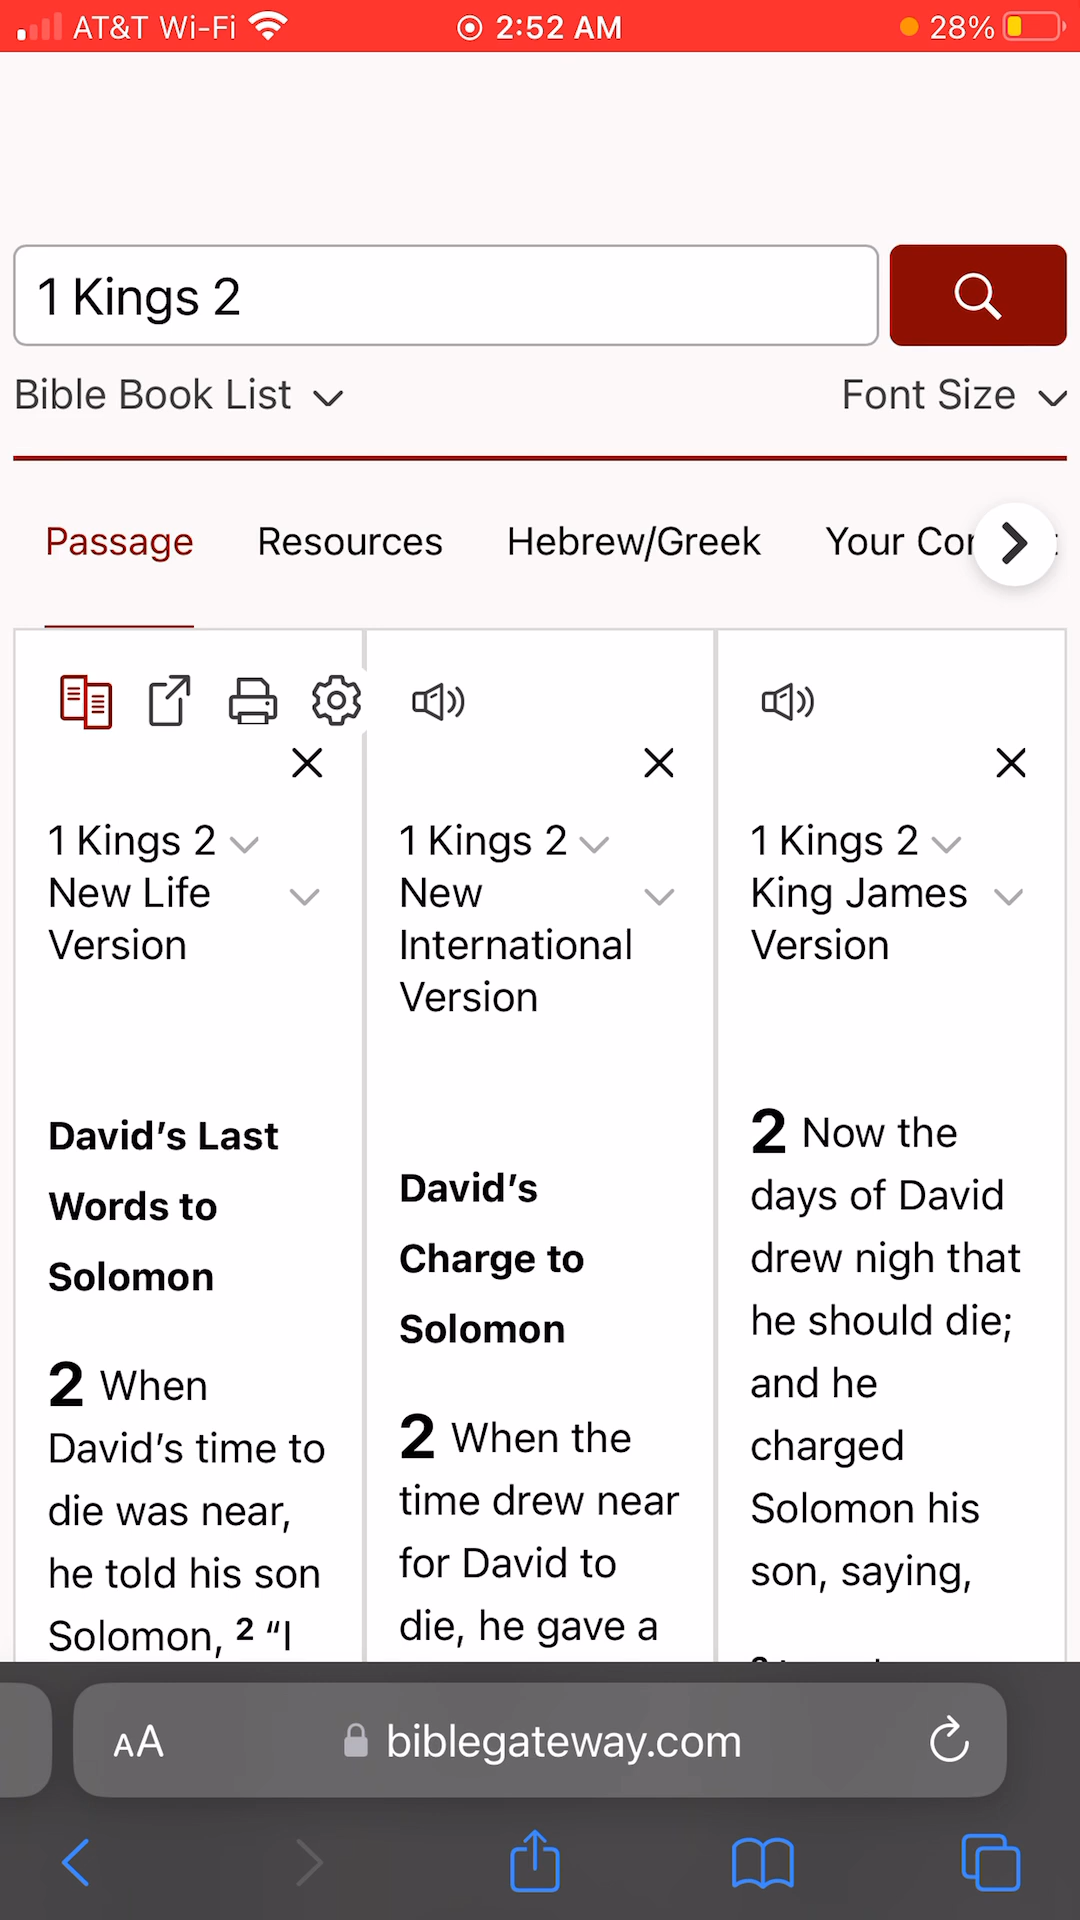 AT&T Wi-Fi 2:52 AM 28%
1 Kings 2
Bible Book List Font Size
Passage Resources Hebrew/Greek Your Con
1 Kings 2
New Life
Version
David's Last
Words to
Solomon
2 When
David's time to
die was near,
he told his son
Solomon, 2 "I
1 Kings 2
New
International
Version
David's
Charge to
Solomon
2 When the
time drew near
for David to
die, he gave a
1 Kings 2
King James
Version
2 Now the
days of David
drew nigh that
he should die;
and he
charged
Solomon his
son, saying,
AA biblegateway.com